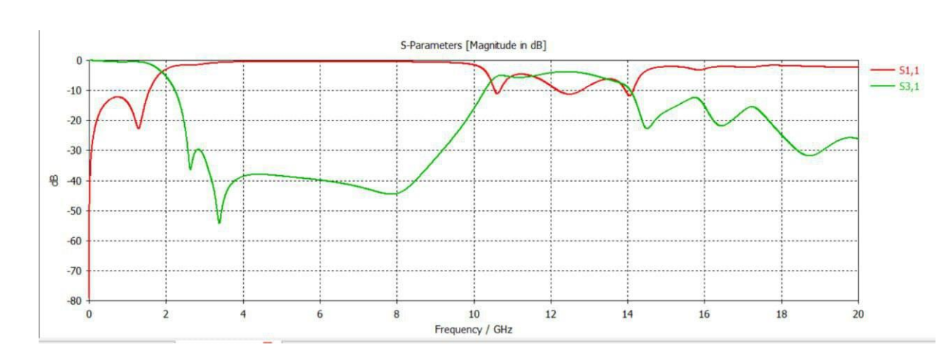 S-Parameters [Magnitude in dB]
0
-10
-20
-30
-40
-50
-60
-70
-80
dB
0 2 4 6 8 10 12 14 16 18 20
Frequency / GHz
S1,1
S3,1